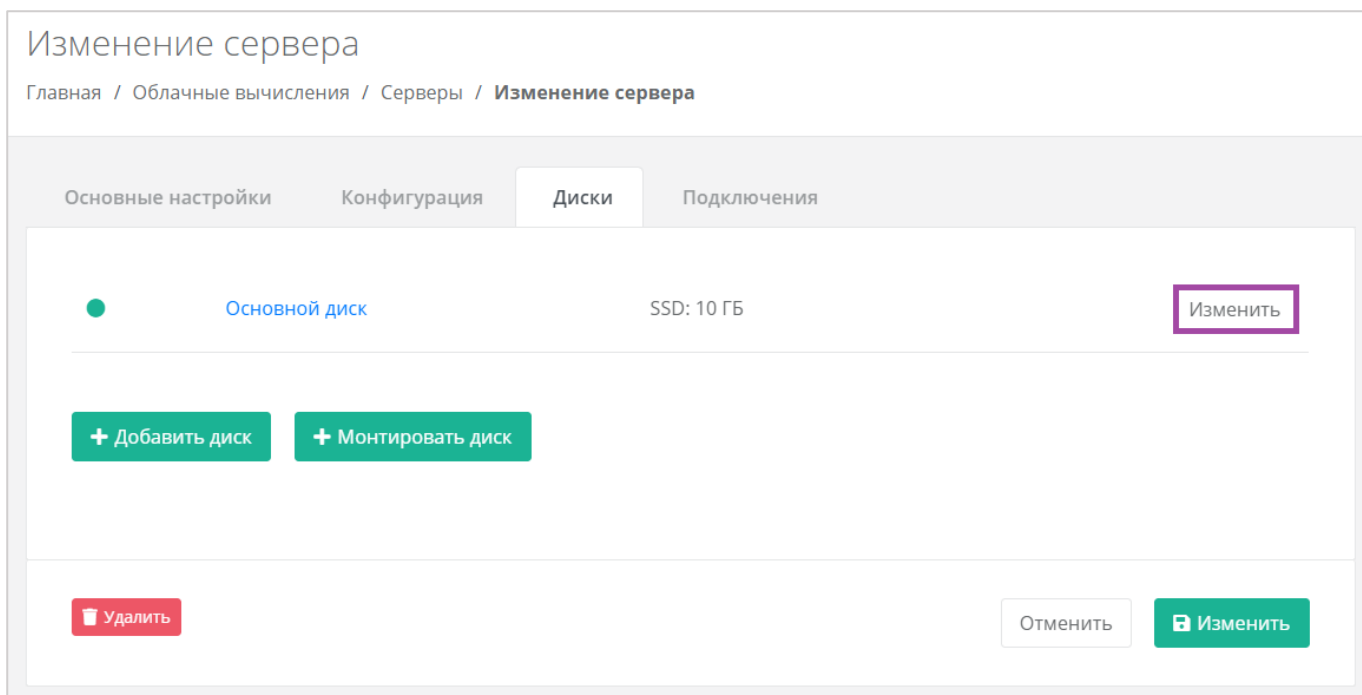 Изменение сервера
Главная / Облачные вычисления / Серверы / Изменение сервера
Основные настройки Конфигурация Диски Подключения
Основной диск SSD: 10 ГБ Изменить
+ Добавить диск + Монтировать диск
Удалить Отменить Изменить